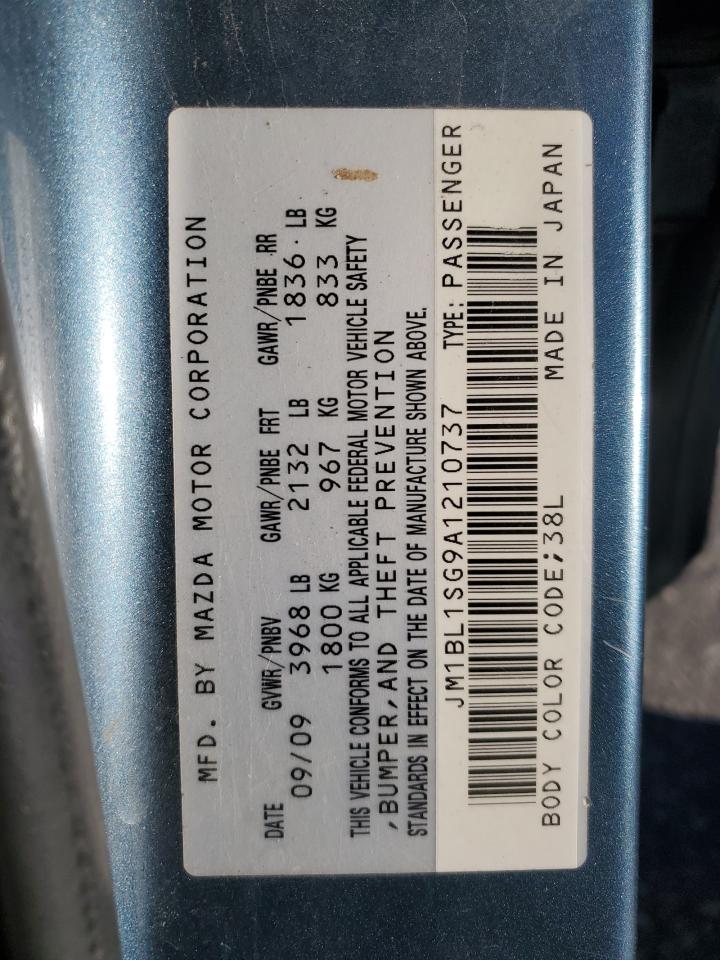 MFD. BY MAZDA MOTOR CORPORATION
DATE GVWR/PNBV GAWR/PNBE FRT GAWR/PNBE RR
09/09 3968 LB 2132 LB 1836 LB
1800 KG 967 KG 833 KG
THIS VEHICLE CONFORMS TO ALL APPLICABLE FEDERAL MOTOR VEHICLE SAFETY
,BUMPER,AND THEFT PREVENTION
STANDARDS IN EFFECT ON THE DATE OF MANUFACTURE SHOWN ABOVE.
JM1BL1SG9A1210737 TYPE: PASSENGER
BODY COLOR CODE;38L MADE IN JAPAN